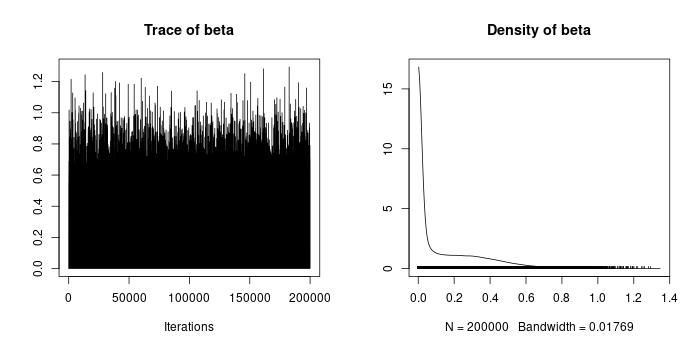 Trace of beta
0.0 0.2 0.4 0.6 0.8 1.0 1.2
0 50000 100000 150000 200000
Iterations
Density of beta
0 5 10 15
0.0 0.2 0.4 0.6 0.8 1.0 1.2 1.4
N = 200000 Bandwidth = 0.01769